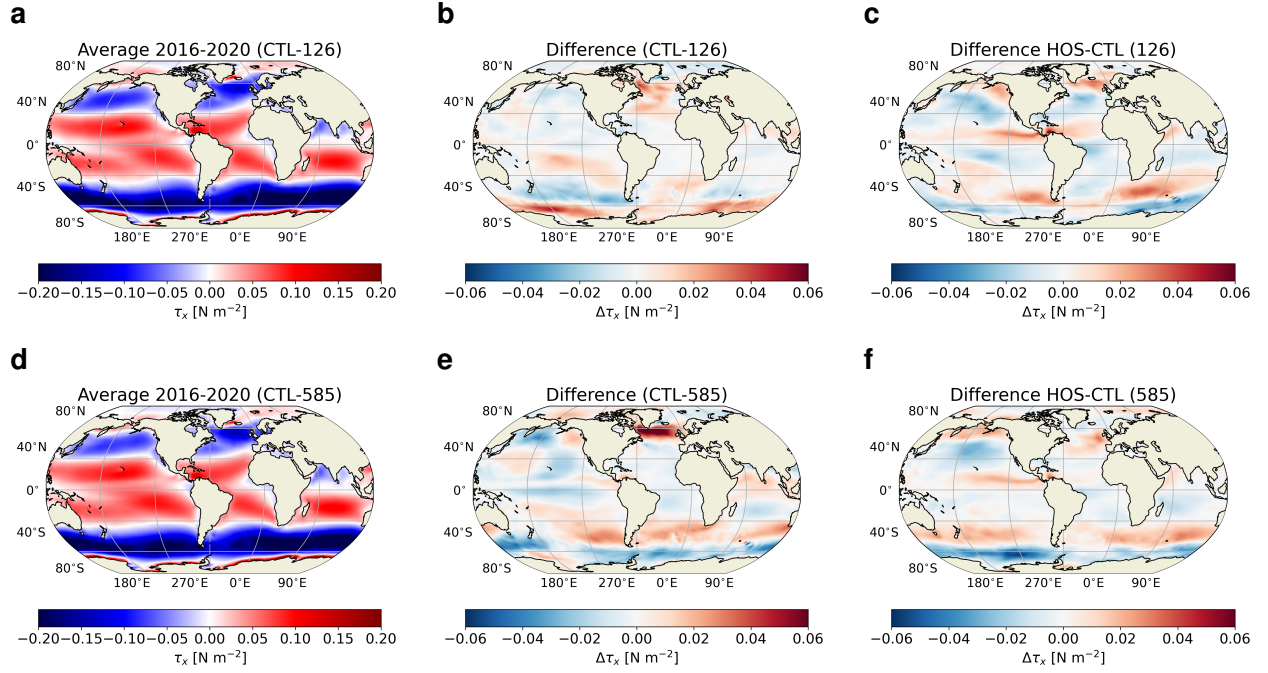 a
b
c
Average 2016-2020 (CTL-126)
Difference (CTL-126)
Difference HOS-CTL (126)
80°N
40°N
0°
40°S
80°S
180°E 270°E 0°E 90°E
80°N
40°N
0°
40°S
80°S
180°E 270°E 0°E 90°E
80°N
40°N
0°
40°S
80°S
180°E 270°E 0°E 90°E
−0.20 −0.15 −0.10 −0.05 0.00 0.05 0.10 0.15 0.20
τx [N m−2]
−0.06 −0.04 −0.02 0.00 0.02 0.04 0.06
Δτx [N m−2]
−0.06 −0.04 −0.02 0.00 0.02 0.04 0.06
Δτx [N m−2]
d
e
f
Average 2016-2020 (CTL-585)
Difference (CTL-585)
Difference HOS-CTL (585)
80°N
40°N
0°
40°S
80°S
180°E 270°E 0°E 90°E
80°N
40°N
0°
40°S
80°S
180°E 270°E 0°E 90°E
80°N
40°N
0°
40°S
80°S
180°E 270°E 0°E 90°E
−0.20 −0.15 −0.10 −0.05 0.00 0.05 0.10 0.15 0.20
τx [N m−2]
−0.06 −0.04 −0.02 0.00 0.02 0.04 0.06
Δτx [N m−2]
−0.06 −0.04 −0.02 0.00 0.02 0.04 0.06
Δτx [N m−2]